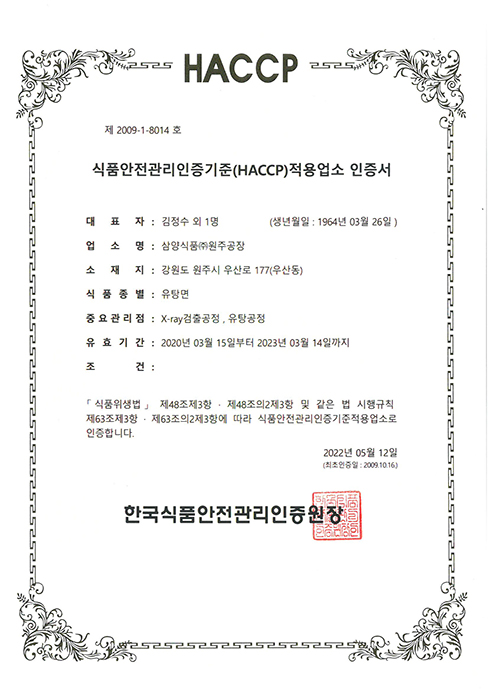 HACCP
제 2009-1-8014 호
식품안전관리인증기준(HACCP)적용업소 인증서
대 표 자 : 김정수 외 1명 (생년월일 : 1964년 03월 26일 )
업 소 명 : 삼양식품㈜원주공장
소 재 지 : 강원도 원주시 우산로 177(우산동)
식 품 종 별 : 유탕면
중요관리점 : X-ray검출공정 , 유탕공정
유 효 기 간 : 2020년 03월 15일부터 2023년 03월 14일까지
조 건 :
「식품위생법」 제48조제3항 · 제48조의2제3항 및 같은 법 시행규칙
제63조제3항 · 제63조의2제3항에 따라 식품안전관리인증기준적용업소로
인증합니다.
2022년 05월 12일
(최초인증일 : 2009.10.16)
한국식품안전관리인증원장